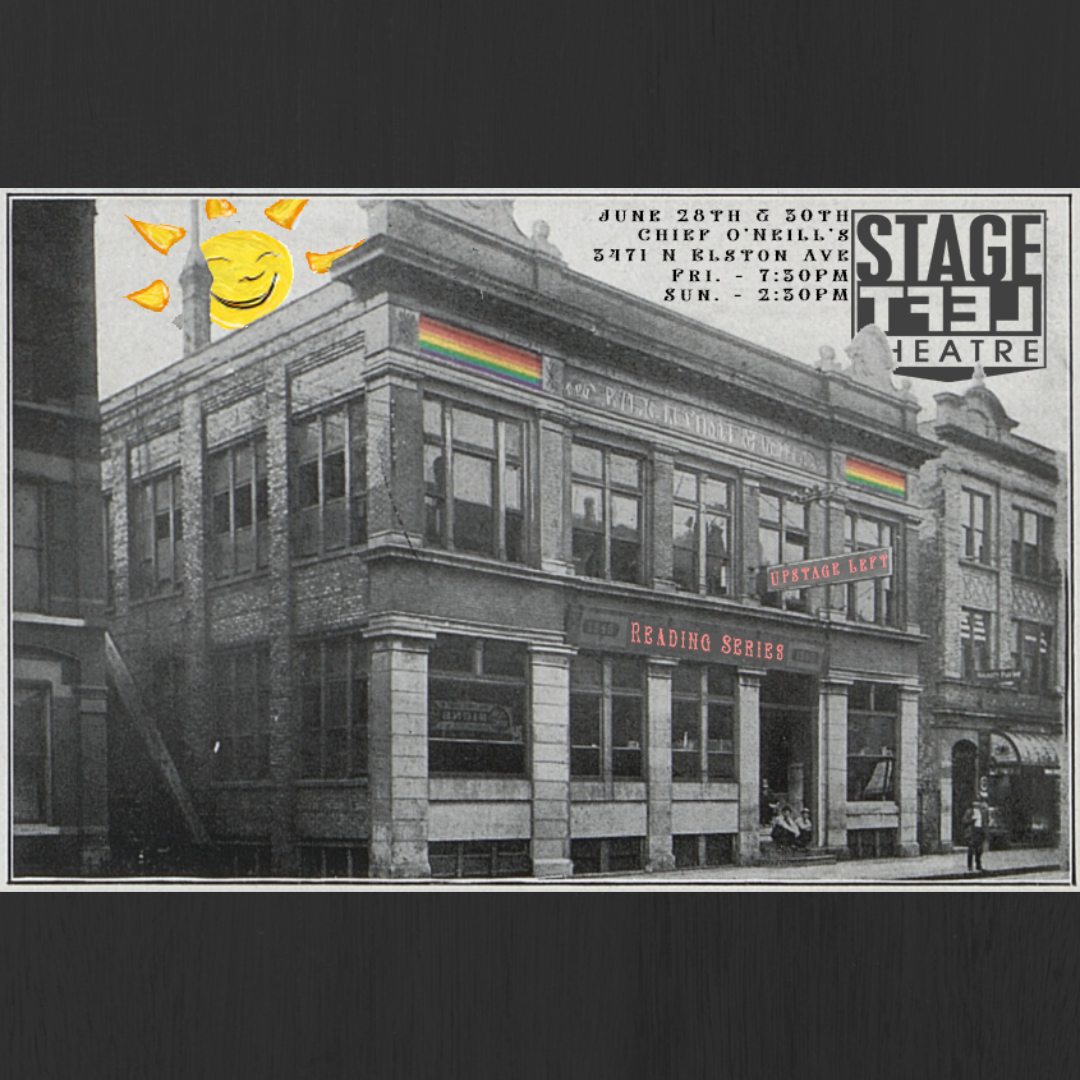 JUNE 28TH & 30TH
CHIEF O'NEILL'S
3471 N ELSTON AVE
FRI. - 7:30PM
SUN. - 2:30PM
STAGE
LEFT
HEATRE
UPSTAGE LEFT
READING SERIES